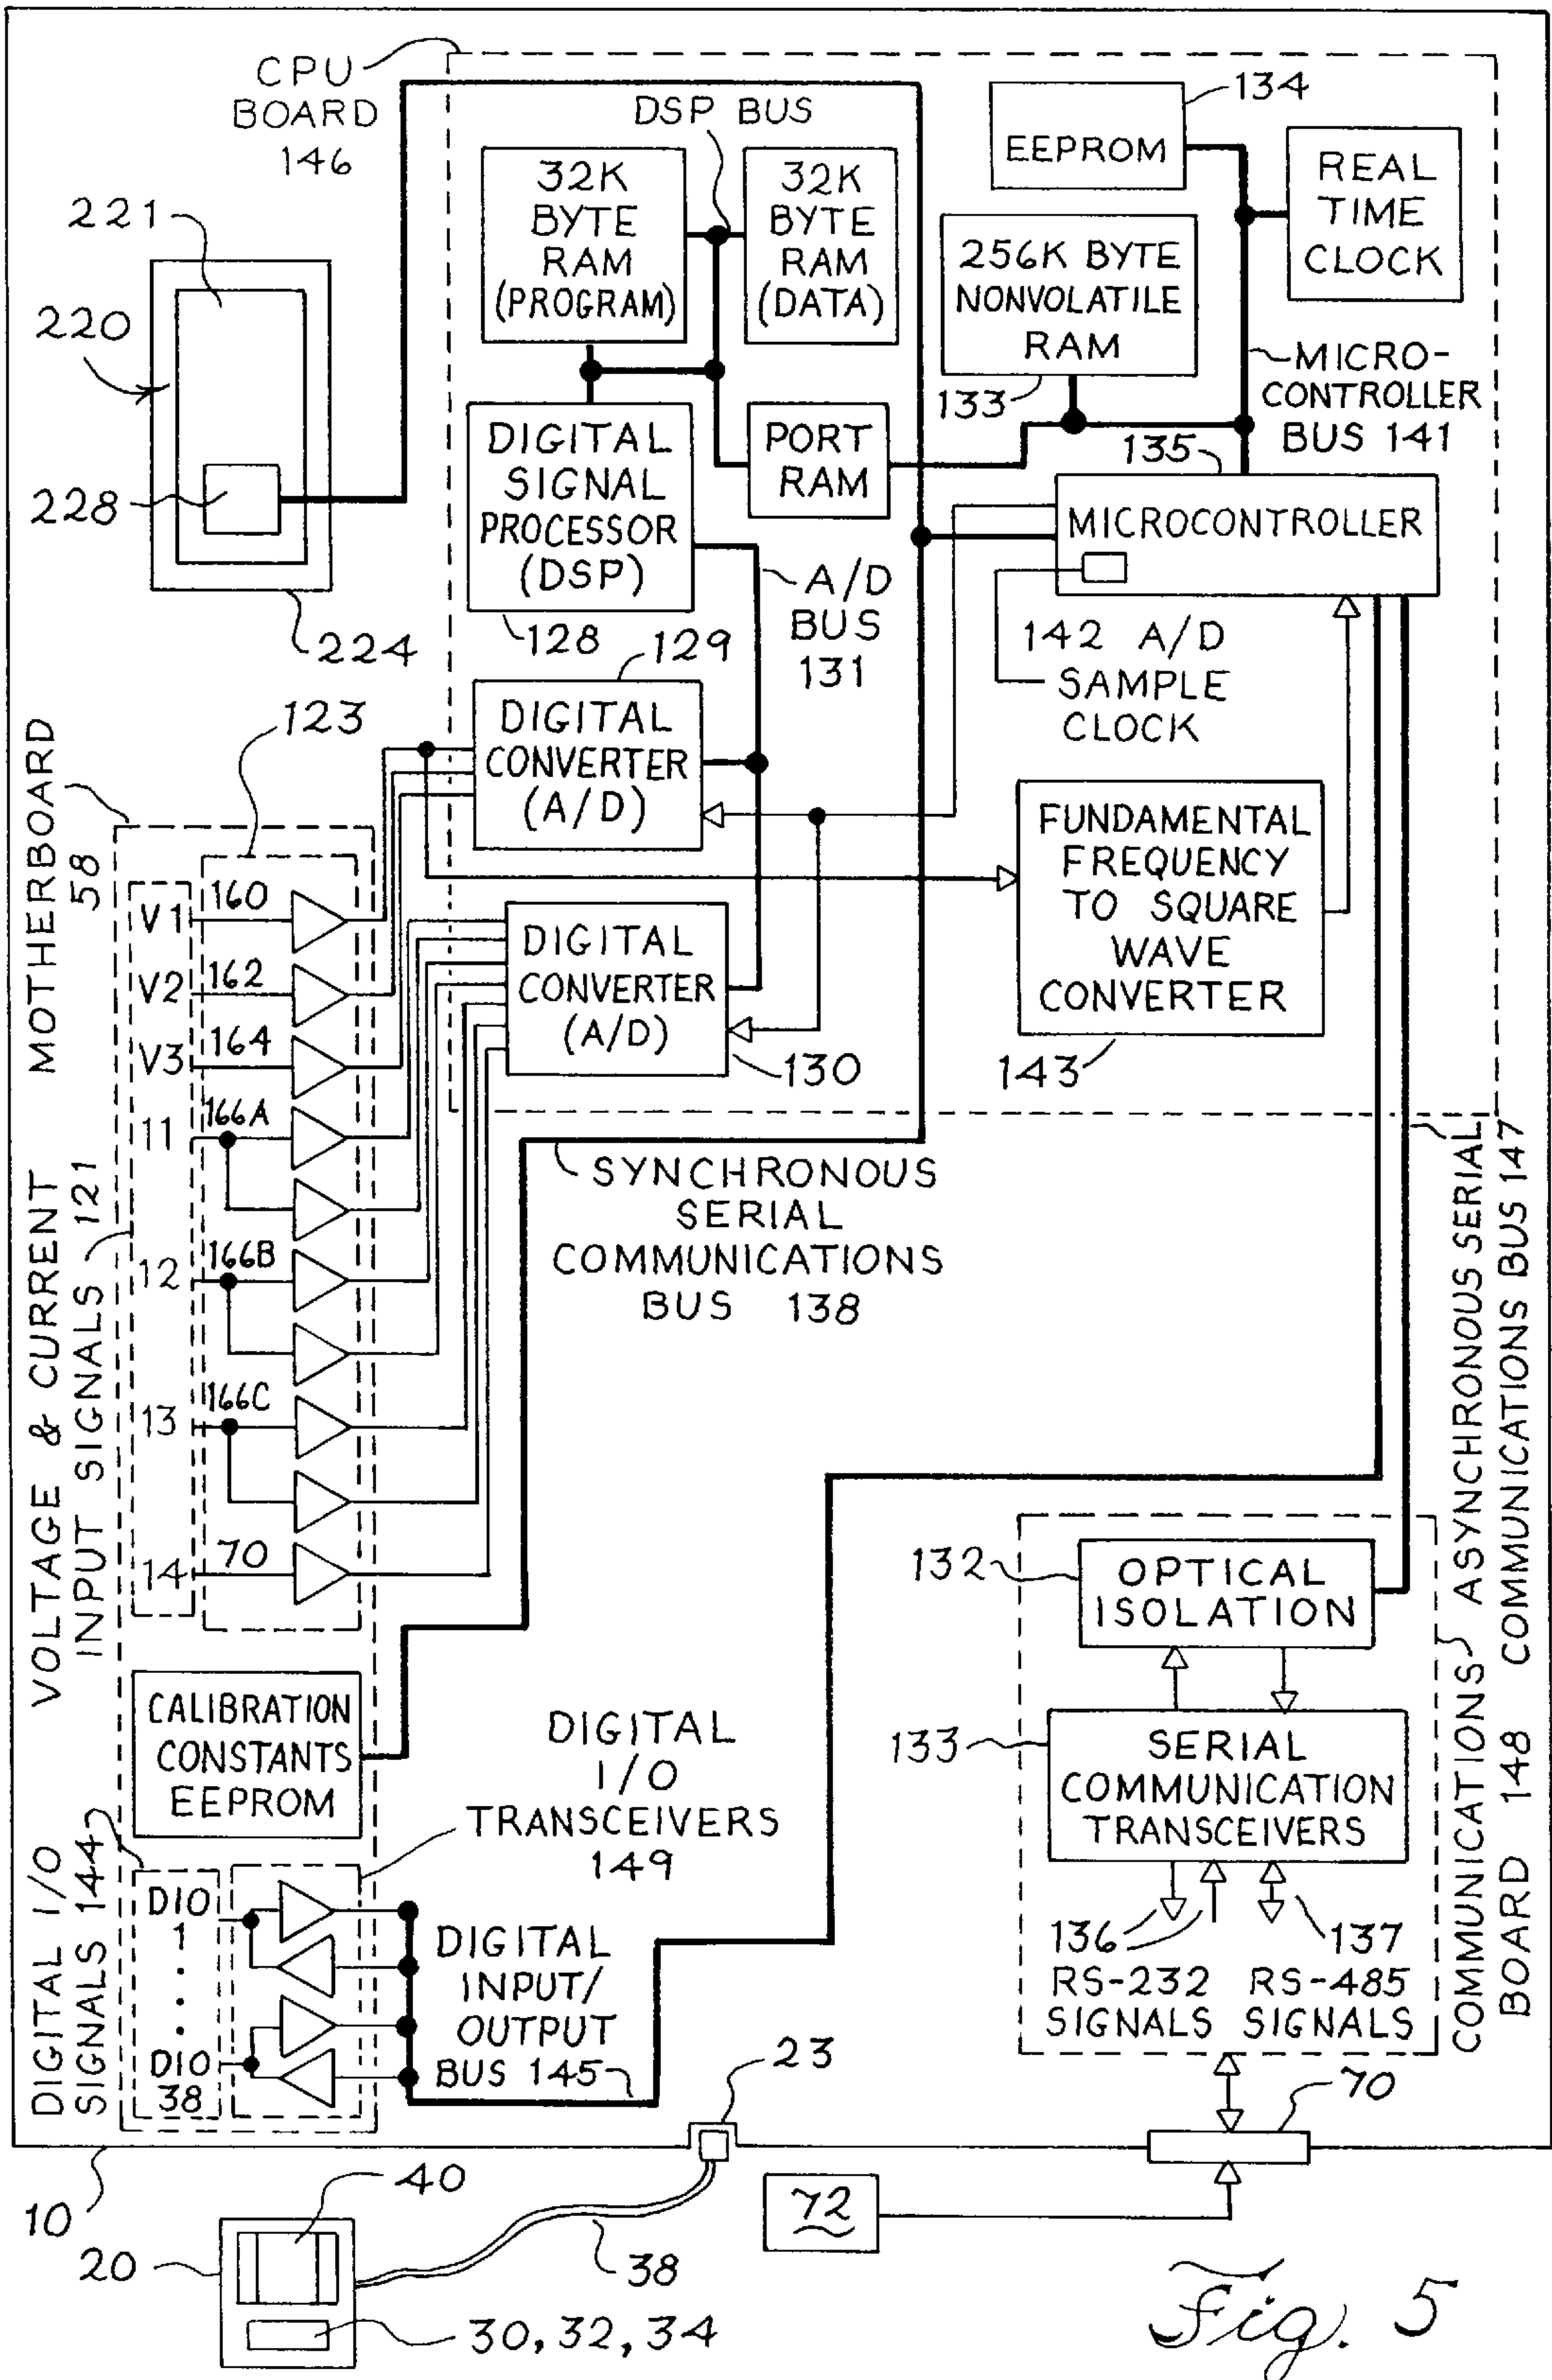 CPU
BOARD
146
DSP BUS
134
EEPROM
REAL
TIME
CLOCK
32K
BYTE
RAM
(PROGRAM)
32K
BYTE
RAM
(DATA)
256K BYTE
NONVOLATILE
RAM
133
MICRO-
CONTROLLER
BUS 141
221
220
228
224
DIGITAL
SIGNAL
PROCESSOR
(DSP)
128
PORT
RAM
135
MICROCONTROLLER
A/D
BUS
131
142 A/D
SAMPLE
CLOCK
129
DIGITAL
CONVERTER
(A/D)
123
MOTHERBOARD
58
FUNDAMENTAL
FREQUENCY
TO SQUARE
WAVE
CONVERTER
143
DIGITAL
CONVERTER
(A/D)
130
V1
160
V2
162
V3
164
11
166A
12
166B
13
166C
14
70
VOLTAGE & CURRENT
INPUT SIGNALS 121
SYNCHRONOUS
SERIAL
COMMUNICATIONS
BUS 138
ASYNCHRONOUS SERIAL
COMMUNICATIONS BUS 147
132
OPTICAL
ISOLATION
133
SERIAL
COMMUNICATION
TRANSCEIVERS
136
RS-232
SIGNALS
137
RS-485
SIGNALS
COMMUNICATIONS
BOARD 148
CALIBRATION
CONSTANTS
EEPROM
DIGITAL
I/O
TRANSCEIVERS
149
DIGITAL I/O
SIGNALS 144
DIO
1
DIO
38
DIGITAL
INPUT/
OUTPUT
BUS 145
23
70
10
40
72
20
38
30, 32, 34
Fig. 5